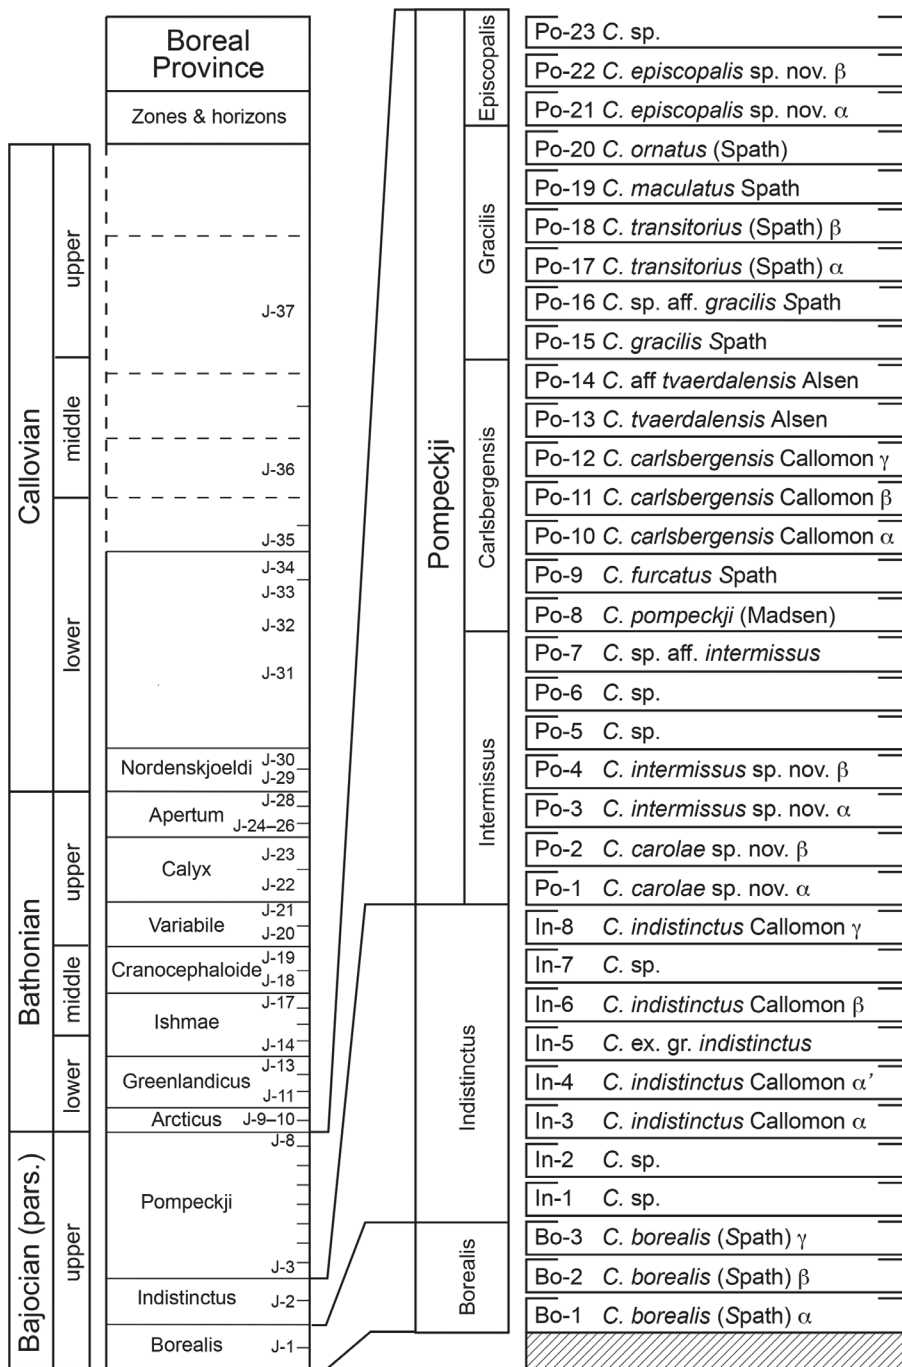 Boreal
Province
Zones & horizons
Callovian
upper
middle
lower
J-37
J-36
J-35
J-34
J-33
J-32
J-31
Nordenskjoeldi
J-30
J-29
Bathonian
upper
middle
lower
Apertum
J-28
J-24–26
Calyx
J-23
J-22
Variabile
J-21
J-20
Cranocephaloide
J-19
J-18
Ishmae
J-17
J-14
Greenlandicus
J-13
J-11
Arcticus
J-9–10
Bajocian (pars.)
upper
Pompeckji
J-8
J-3
Indistinctus
J-2
Borealis
J-1
Pompeckji
Episcopalis
Gracilis
Carlsbergensis
Intermissus
Indistinctus
Borealis
Po-23 C. sp.
Po-22 C. episcopalis sp. nov. β
Po-21 C. episcopalis sp. nov. α
Po-20 C. ornatus (Spath)
Po-19 C. maculatus Spath
Po-18 C. transitorius (Spath) β
Po-17 C. transitorius (Spath) α
Po-16 C. sp. aff. gracilis Spath
Po-15 C. gracilis Spath
Po-14 C. aff tvaerdalensis Alsen
Po-13 C. tvaerdalensis Alsen
Po-12 C. carlsbergensis Callomon γ
Po-11 C. carlsbergensis Callomon β
Po-10 C. carlsbergensis Callomon α
Po-9 C. furcatus Spath
Po-8 C. pompeckji (Madsen)
Po-7 C. sp. aff. intermissus
Po-6 C. sp.
Po-5 C. sp.
Po-4 C. intermissus sp. nov. β
Po-3 C. intermissus sp. nov. α
Po-2 C. carolae sp. nov. β
Po-1 C. carolae sp. nov. α
In-8 C. indistinctus Callomon γ
In-7 C. sp.
In-6 C. indistinctus Callomon β
In-5 C. ex. gr. indistinctus
In-4 C. indistinctus Callomon α′
In-3 C. indistinctus Callomon α
In-2 C. sp.
In-1 C. sp.
Bo-3 C. borealis (Spath) γ
Bo-2 C. borealis (Spath) β
Bo-1 C. borealis (Spath) α